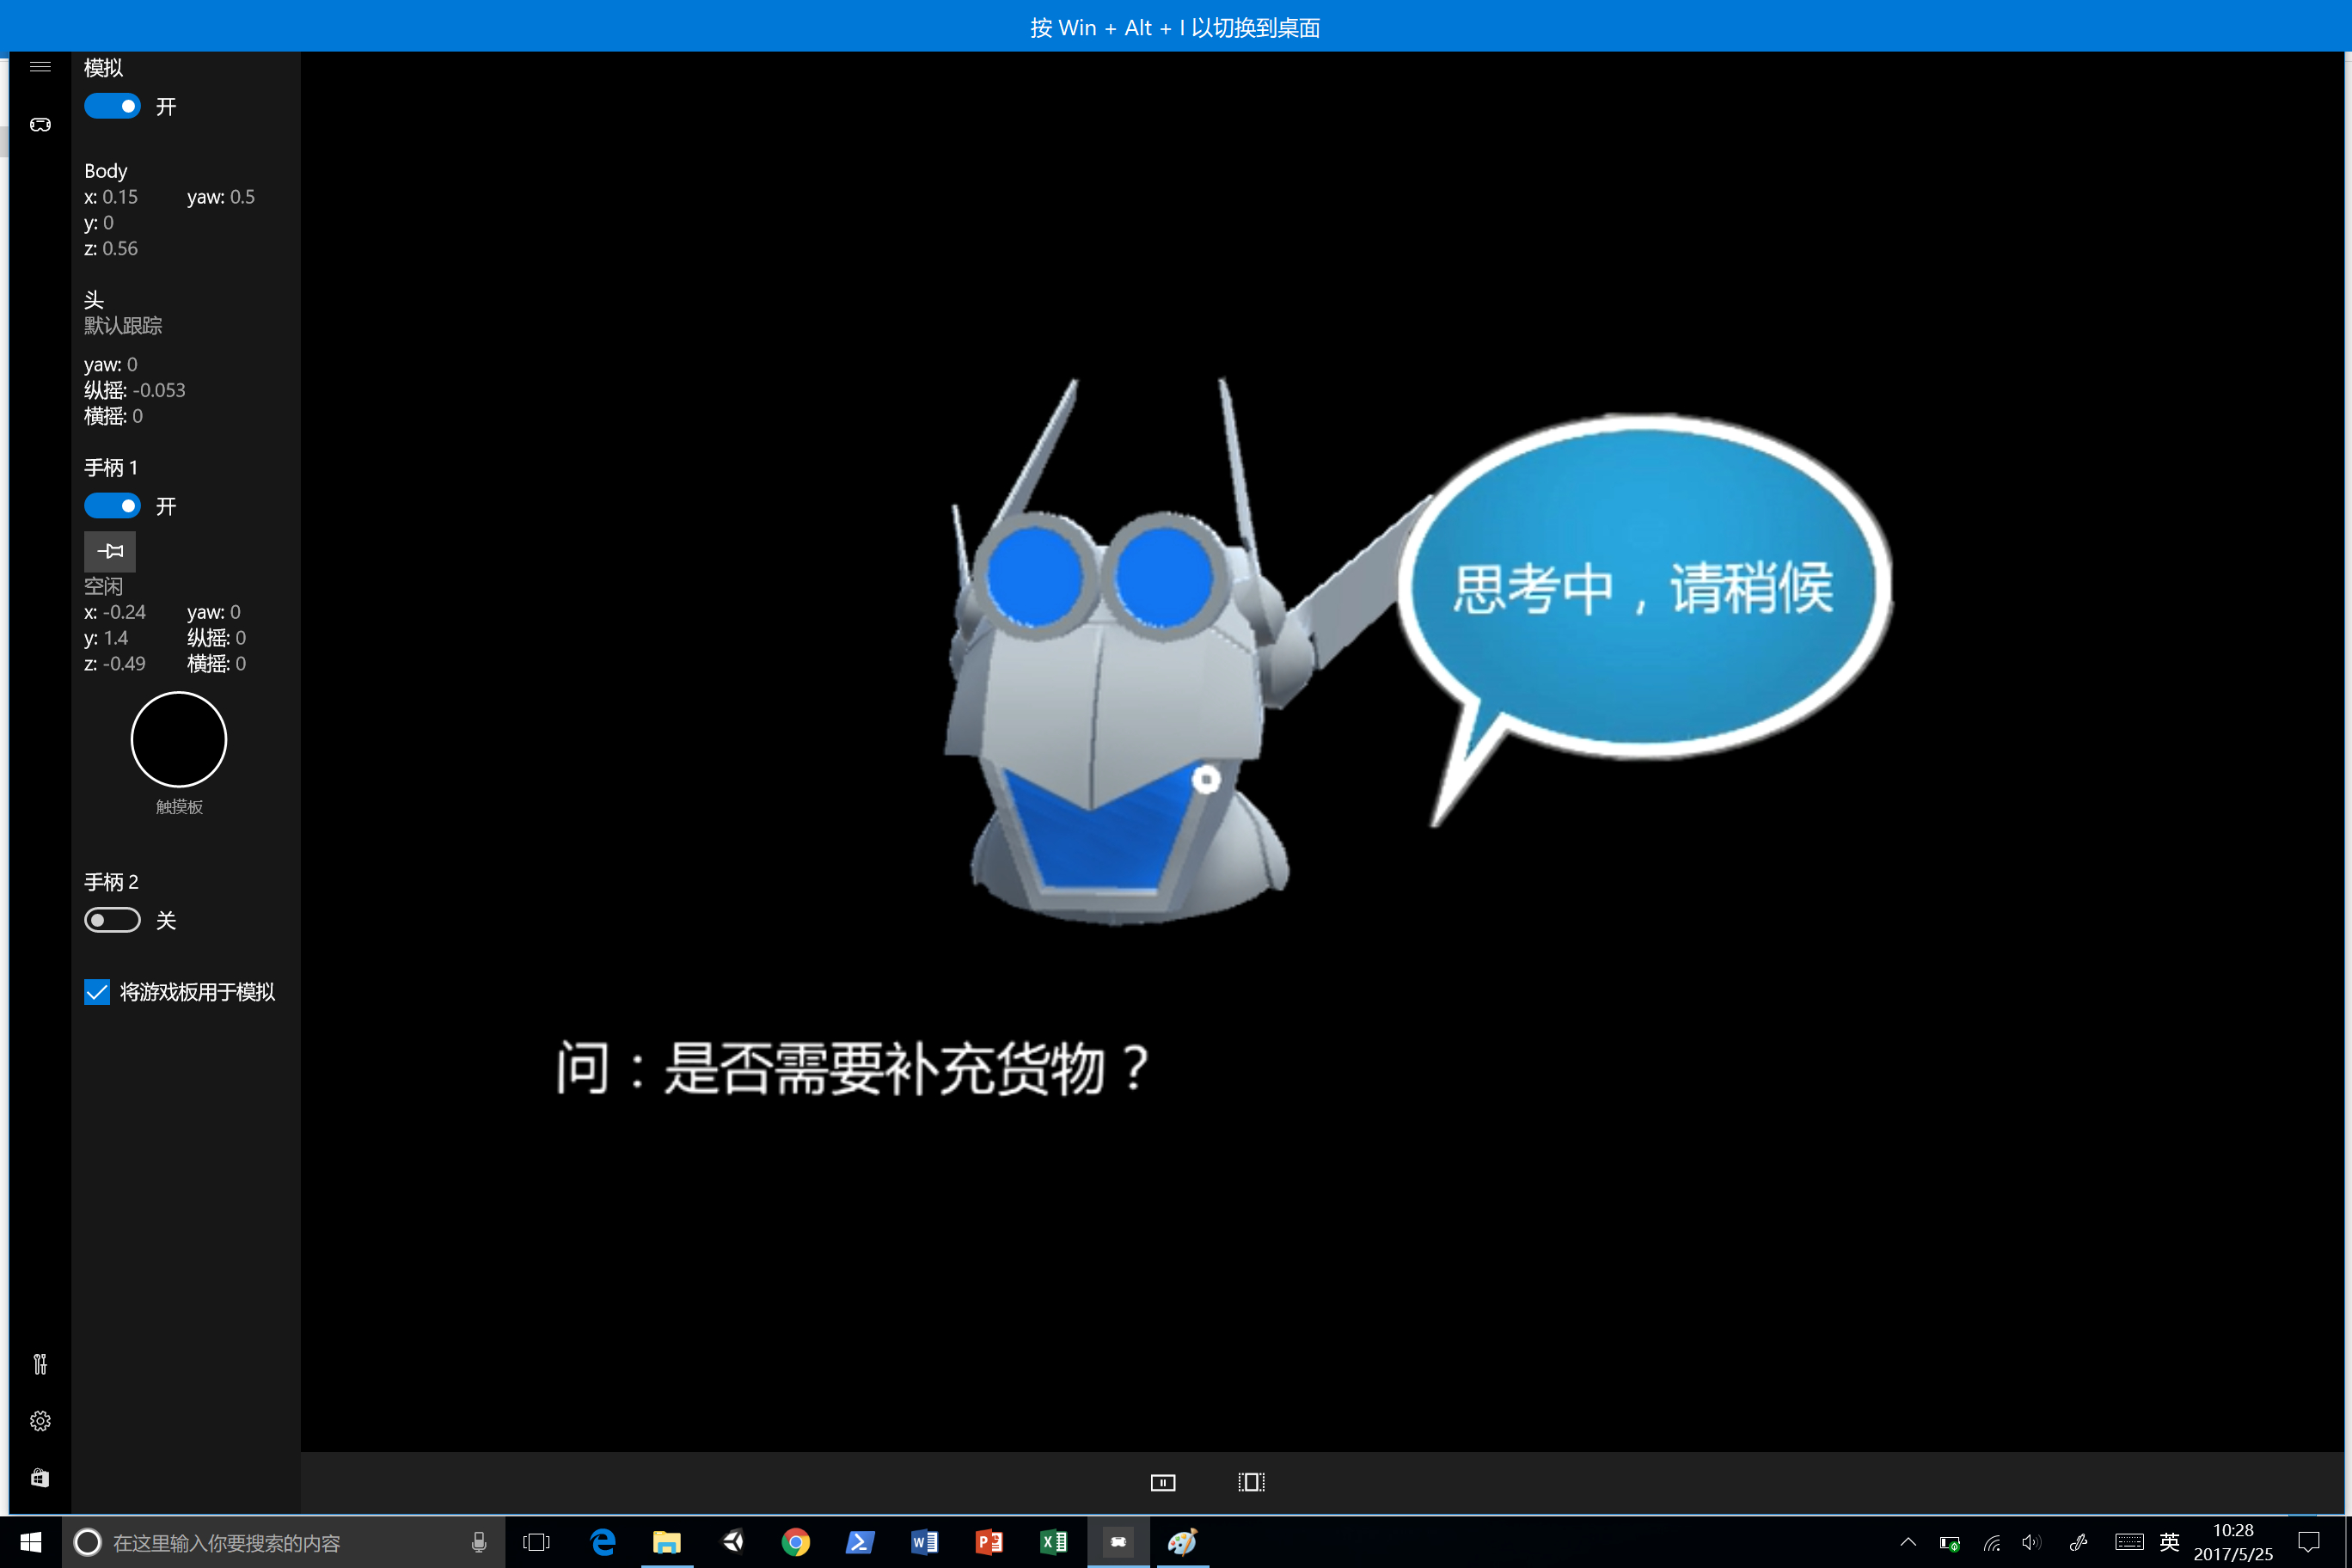 按 Win + Alt + I 以切换到桌面
模拟
开
Body
x: 0.15 yaw: 0.5
y: 0
z: 0.56
头
默认跟踪
yaw: 0
纵摇: -0.053
横摇: 0
手柄 1
开
空闲
x: -0.24 yaw: 0
y: 1.4 纵摇: 0
z: -0.49 横摇: 0
触摸板
手柄 2
关
将游戏板用于模拟
思考中，请稍候
问：是否需要补充货物？
在这里输入你要搜索的内容
英
10:28
2017/5/25